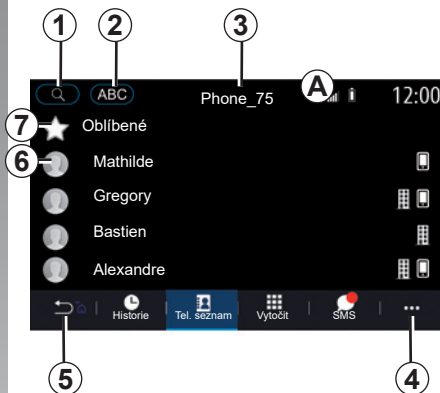 1 2 3
ABC Phone_75 A 12:00
7 Oblíbené
6 Mathilde
Gregory
Bastien
Alexandre
Historie Tel. seznam Vytočit SMS ...
5 4